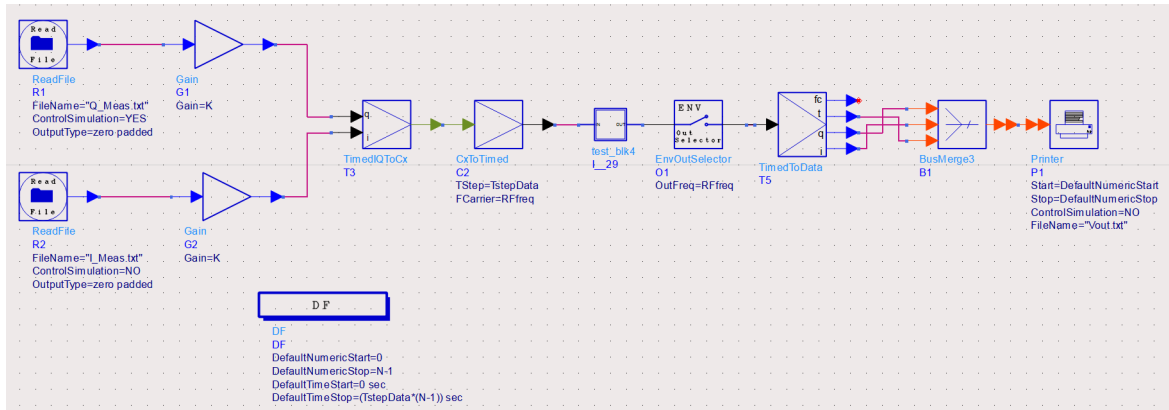 Read
File
ReadFile
R1
FileName="Q_Meas.txt"
ControlSimulation=YES
OutputType=zero padded
Gain
G1
Gain=K
q
i
TimedIQToCx
T3
CxToTimed
C2
TStep=TstepData
FCarrier=RFfreq
IN
OUT
test_blk4
I__29
ENV
Out
Selector
EnvOutSelector
O1
OutFreq=RFfreq
fc
t
q
i
TimedToData
T5
BusMerge3
B1
Printer
P1
Start=DefaultNumericStart
Stop=DefaultNumericStop
ControlSimulation=NO
FileName="Vout.txt"
Read
File
ReadFile
R2
FileName="I_Meas.txt"
ControlSimulation=NO
OutputType=zero padded
Gain
G2
Gain=K
DF
DF
DF
DefaultNumericStart=0
DefaultNumericStop=N-1
DefaultTimeStart=0 sec
DefaultTimeStop=(TstepData*(N-1)) sec